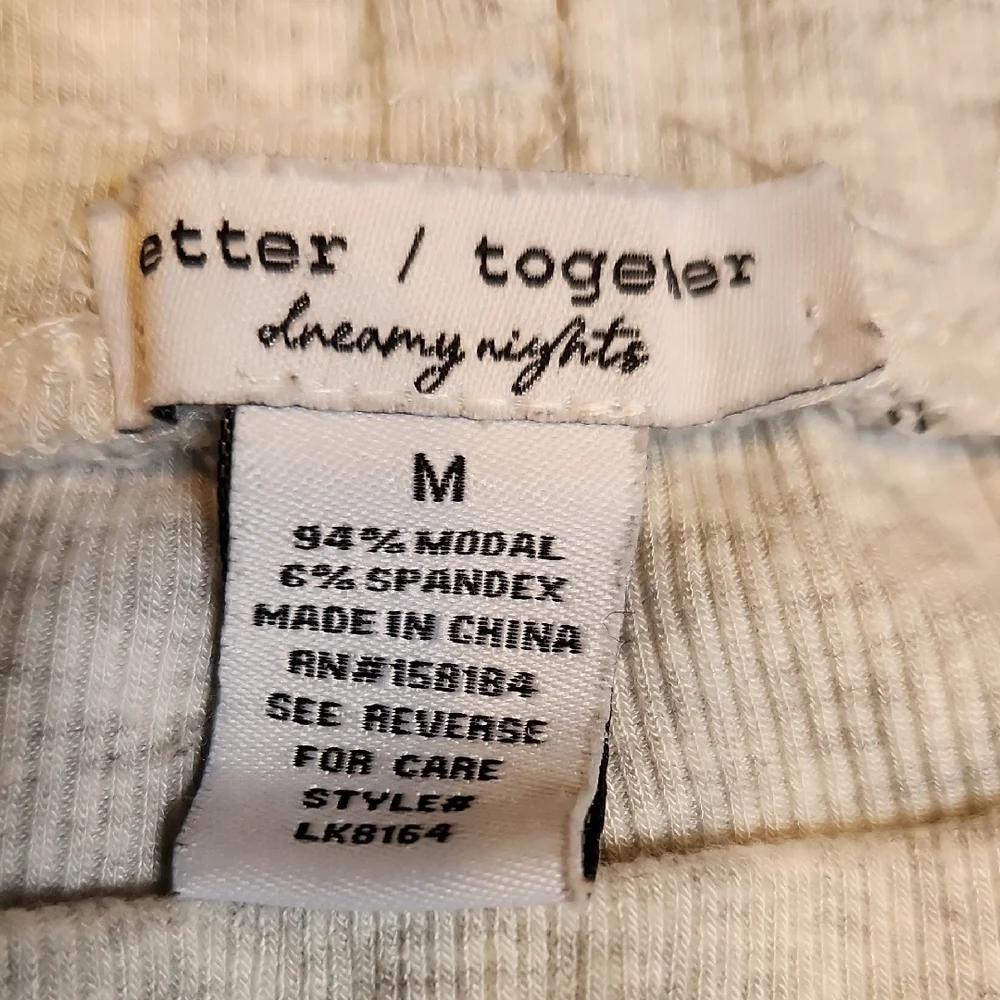 etter / togeler
dreamy nights
M
94% MODAL
6% SPANDEX
MADE IN CHINA
RN#158184
SEE REVERSE
FOR CARE
STYLE#
LK8164